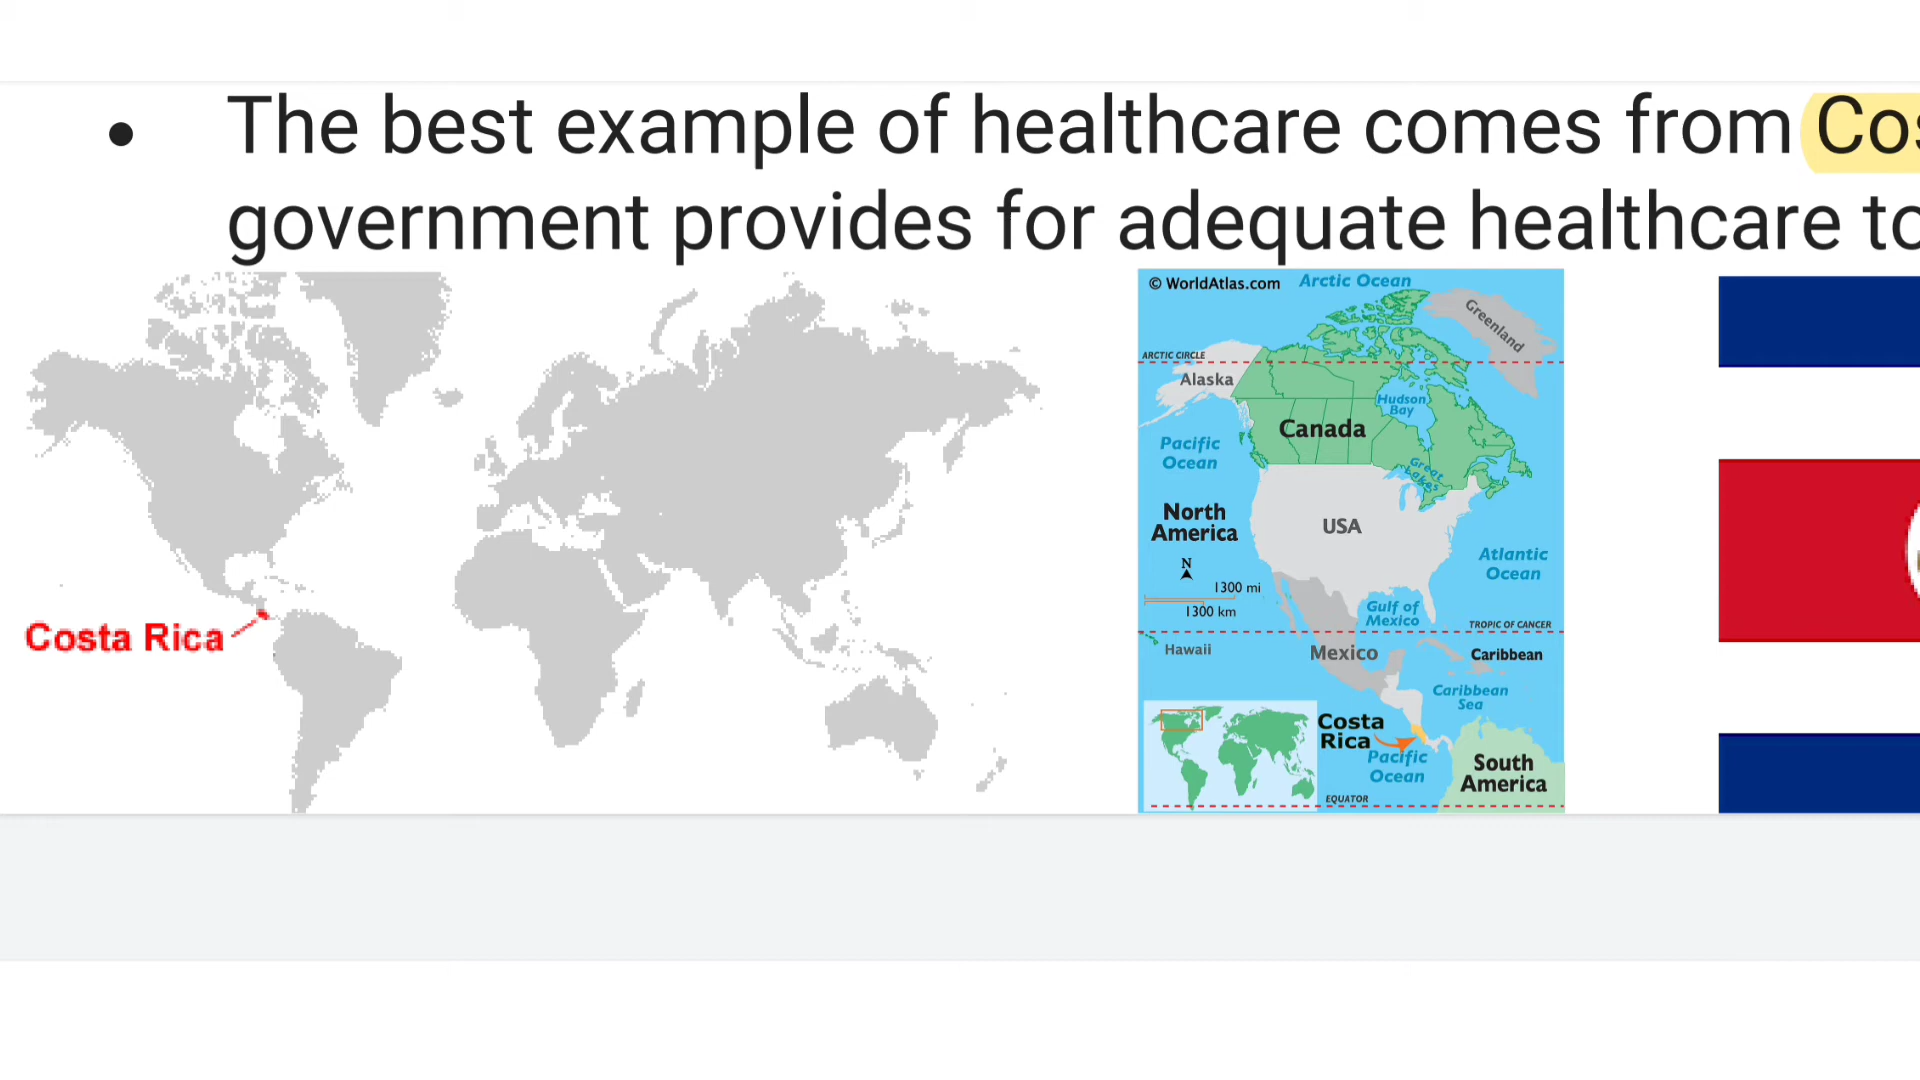 • The best example of healthcare comes from Cos
government provides for adequate healthcare to
Costa Rica
© WorldAtlas.com
Arctic Ocean
Greenland
ARCTIC CIRCLE
Alaska
Hudson
Bay
Canada
Pacific
Ocean
Great
Lakes
North
America
USA
Atlantic
Ocean
N
1300 mi
1300 km
Gulf of
Mexico
TROPIC OF CANCER
Hawaii
Mexico
Caribbean
Caribbean
Sea
Costa
Rica
Pacific
Ocean
South
America
EQUATOR